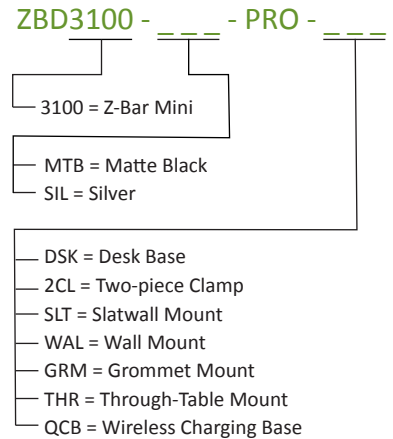 ZBD3100 - _ _ _ - PRO - _ _ _
3100 = Z-Bar Mini
MTB = Matte Black
SIL = Silver
DSK = Desk Base
2CL = Two-piece Clamp
SLT = Slatwall Mount
WAL = Wall Mount
GRM = Grommet Mount
THR = Through-Table Mount
QCB = Wireless Charging Base